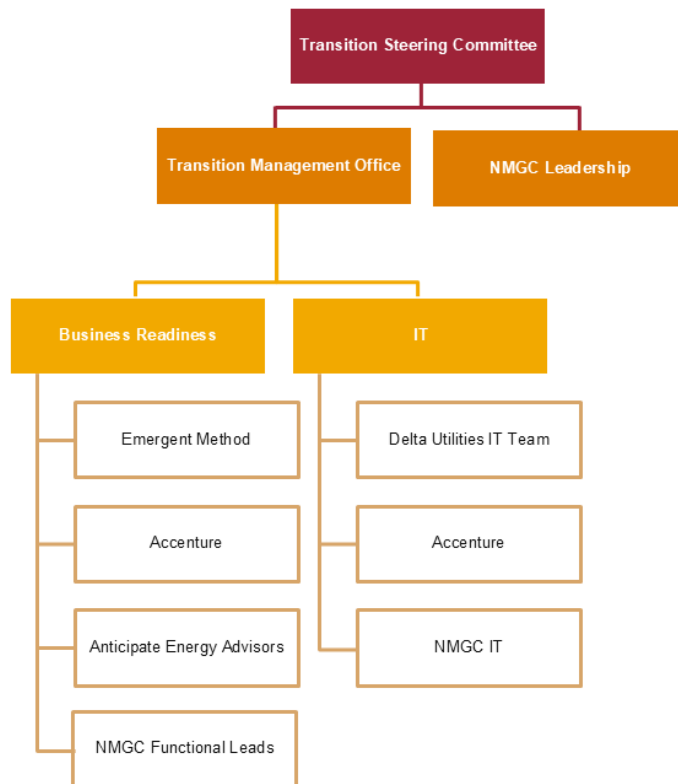 Transition Steering Committee
Transition Management Office
NMGC Leadership
Business Readiness
IT
Emergent Method
Delta Utilities IT Team
Accenture
Accenture
Anticipate Energy Advisors
NMGC IT
NMGC Functional Leads